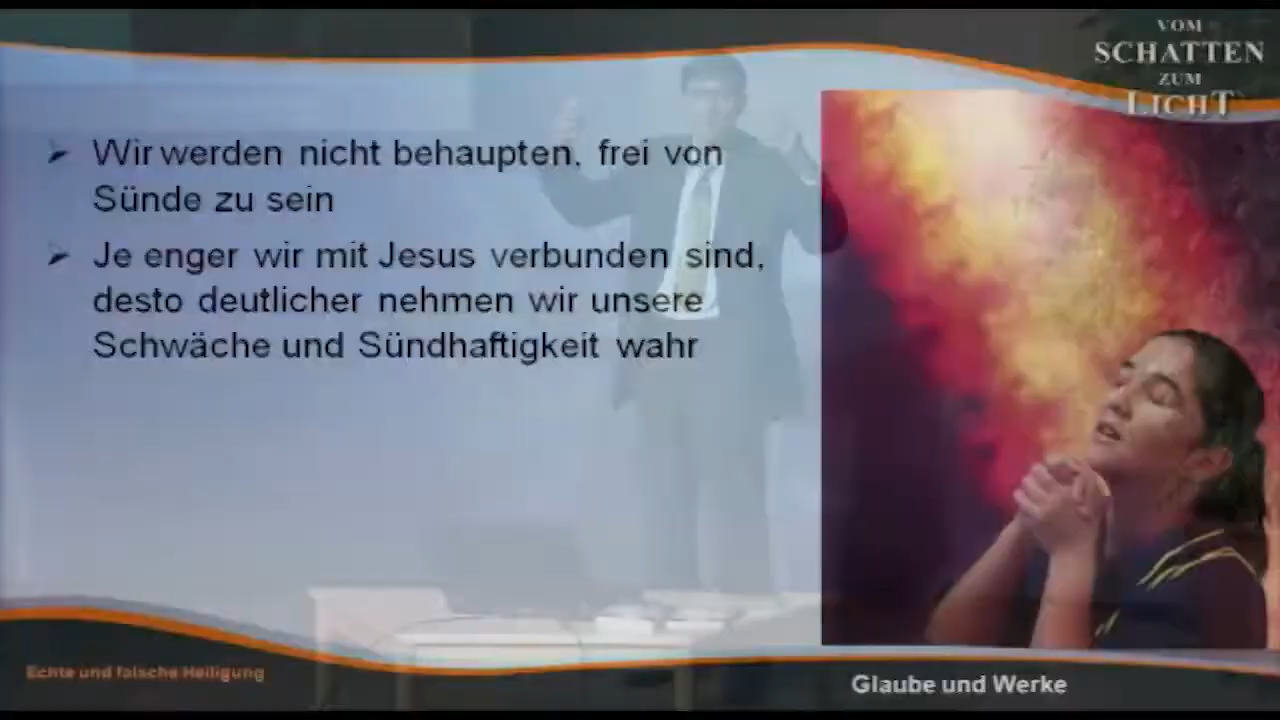 VOM
SCHATTEN
ZUM
LICHT
Wir werden nicht behaupten, frei von
Sünde zu sein
Je enger wir mit Jesus verbunden sind,
desto deutlicher nehmen wir unsere
Schwäche und Sündhaftigkeit wahr
Echte und falsche Heiligung
Glaube und Werke